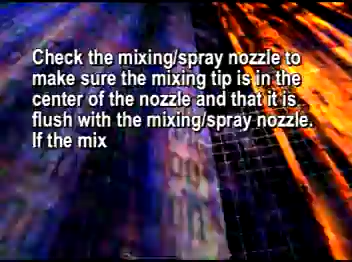 Check the mixing/spray nozzle to
make sure the mixing tip is in the
center of the nozzle and that it is
flush with the mixing/spray nozzle.
If the mix